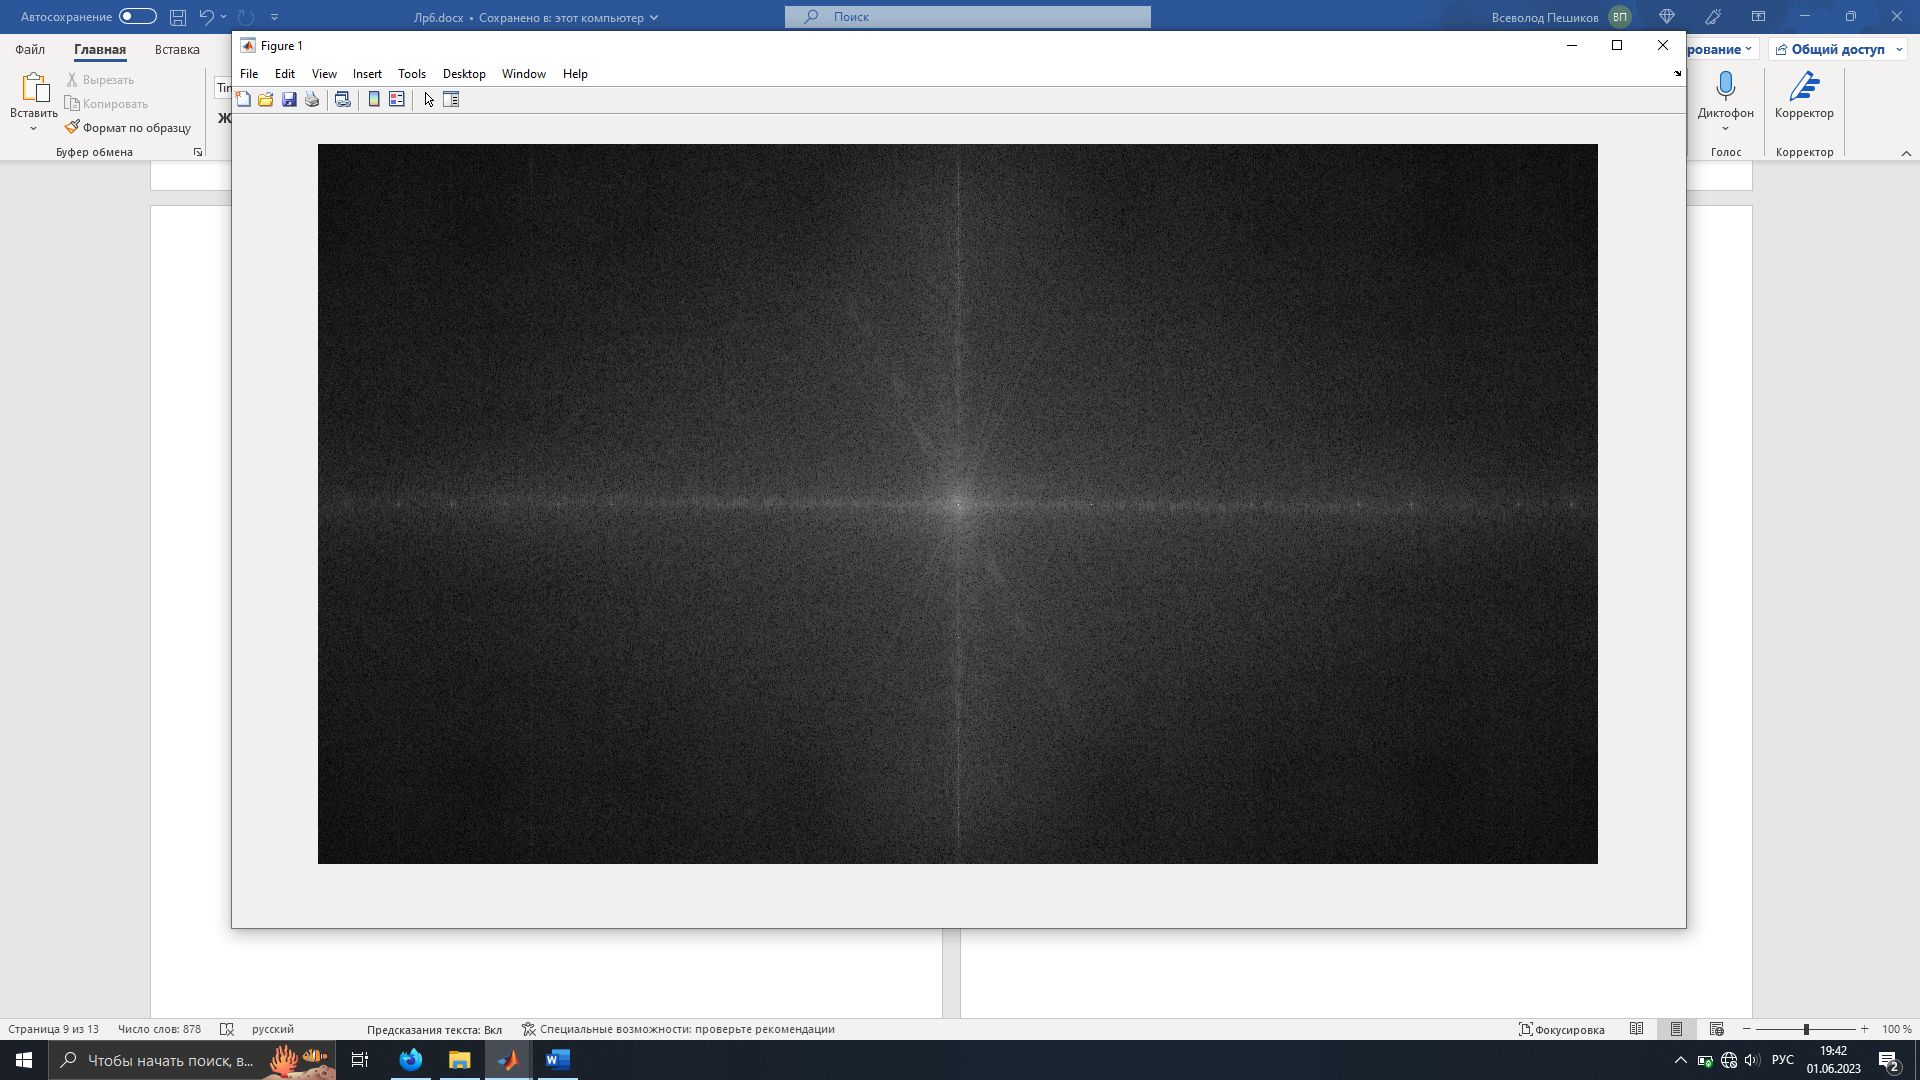 Автосохранение
Лр6.docx • Сохранено в: этот компьютер
Поиск
Всеволод Пешиков ВП
Файл Главная Вставка
рование
Общий доступ
Вставить
Вырезать
Копировать
Формат по образцу
Буфер обмена
Ж
Диктофон
Голос
Корректор
Корректор
Figure 1
File Edit View Insert Tools Desktop Window Help
Страница 9 из 13 Число слов: 878 русский Предсказания текста: Вкл Специальные возможности: проверьте рекомендации
Фокусировка
100 %
Чтобы начать поиск, в...
РУС
19:42
01.06.2023
2